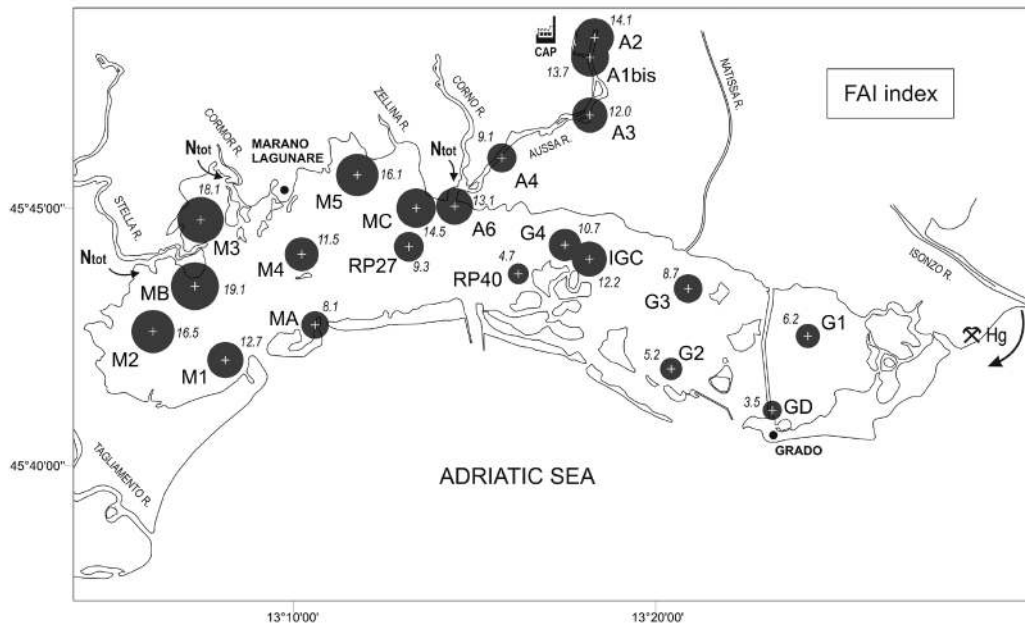 14.1
A2
CAP
13.7
A1bis
FAI index
NATISSA R.
12.0
A3
CORNO R.
ZELLINA R.
9.1
AUSSA R.
A4
CORMOR R.
Ntot
MARANO
LAGUNARE
Ntot
16.1
M5
STELLA R.
18.1
M3
45°45'00"
MC
14.5
13.1
A6
ISONZO R.
11.5
M4
RP27
9.3
G4
10.7
IGC
12.2
4.7
RP40
8.7
G3
Ntot
MB
19.1
8.1
MA
6.2
G1
Hg
16.5
M2
12.7
M1
5.2
G2
3.5
GD
GRADO
45°40'00"
TAGLIAMENTO R.
ADRIATIC SEA
13°10'00"
13°20'00"